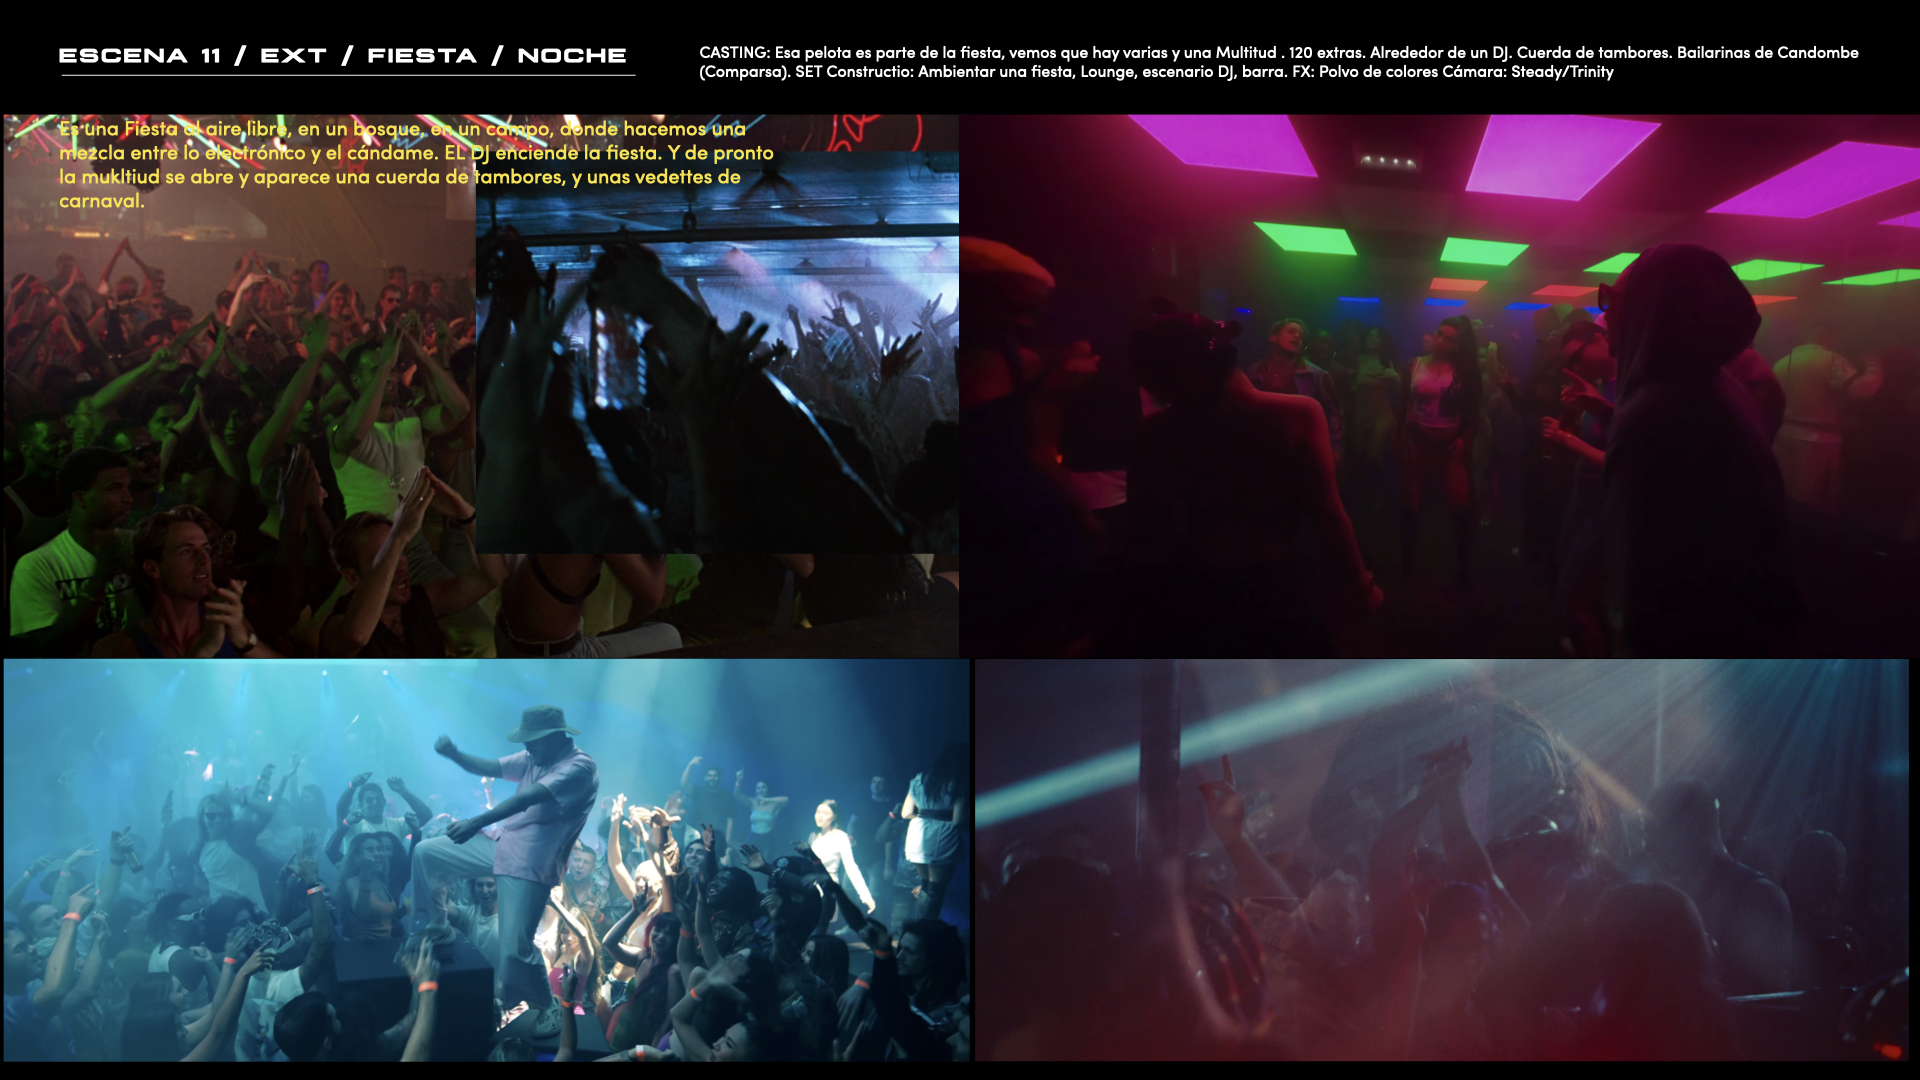 ESCENA 11 / EXT / FIESTA / NOCHE
CASTING: Esa pelota es parte de la fiesta, vemos que hay varias y una Multitud . 120 extras. Alrededor de un DJ. Cuerda de tambores. Bailarinas de Candombe
(Comparsa). SET Constructio: Ambientar una fiesta, Lounge, escenario DJ, barra. FX: Polvo de colores Cámara: Steady/Trinity
Es una Fiesta al aire libre, en un bosque, en un campo, donde hacemos una
mezcla entre lo electrónico y el cándame. EL DJ enciende la fiesta. Y de pronto
la mukltiud se abre y aparece una cuerda de tambores, y unas vedettes de
carnaval.